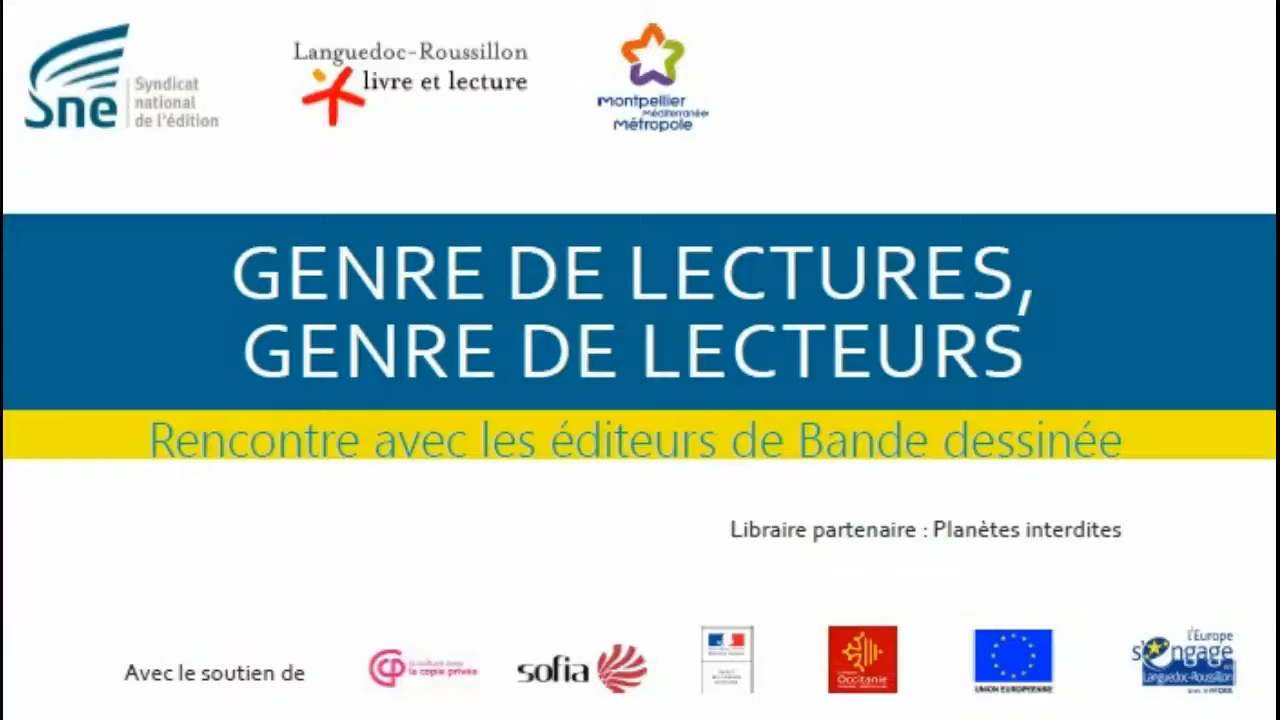 sne
Syndicat
national
de l'édition
Languedoc-Roussillon
livre et lecture
montpellier
méditerranée
métropole
GENRE DE LECTURES,
GENRE DE LECTEURS
Rencontre avec les éditeurs de Bande dessinée
Libraire partenaire : Planètes interdites
Avec le soutien de
la copie privée
sofia
Occitanie
UNION EUROPÉENNE
l'Europe
s'engage
Languedoc-Roussillon